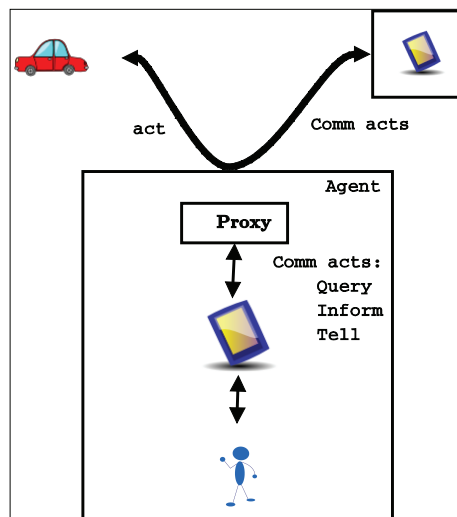 act
Comm acts
Agent
Proxy
Comm acts:
Query
Inform
Tell